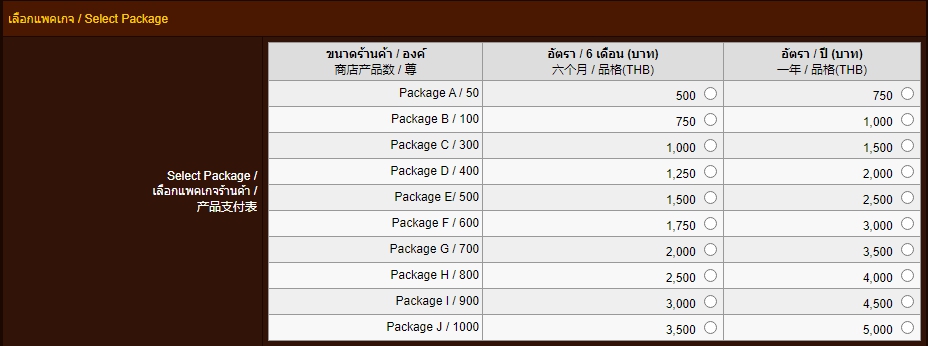 เลือกแพคเกจ / Select Package
Select Package /
เลือกแพคเกจร้านค้า /
产品支付表
ขนาดร้านค้า / องค์ อัตรา / 6 เดือน (บาท) อัตรา / ปี (บาท)
商店产品数 / 尊 六个月 / 品格(THB) 一年 / 品格(THB)
Package A / 50 500 750
Package B / 100 750 1,000
Package C / 300 1,000 1,500
Package D / 400 1,250 2,000
Package E/ 500 1,500 2,500
Package F / 600 1,750 3,000
Package G / 700 2,000 3,500
Package H / 800 2,500 4,000
Package I / 900 3,000 4,500
Package J / 1000 3,500 5,000